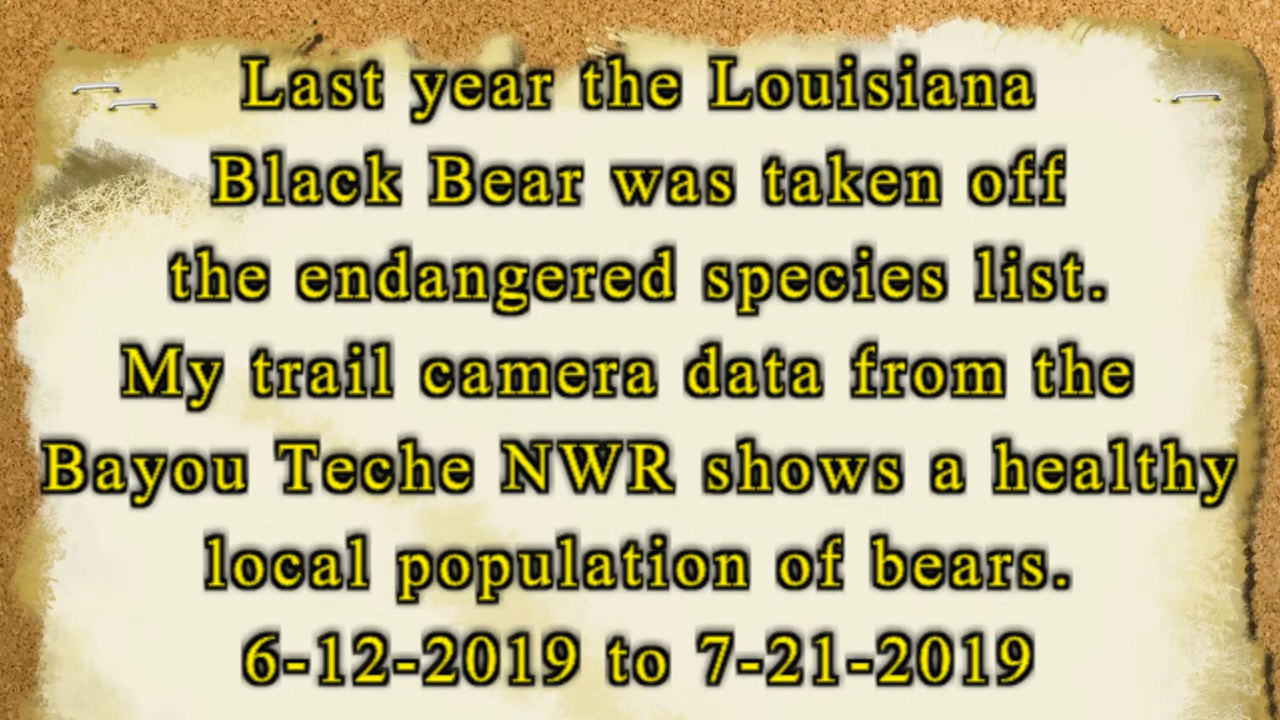 Last year the Louisiana
Black Bear was taken off
the endangered species list.
My trail camera data from the
Bayou Teche NWR shows a healthy
local population of bears.
6-12-2019 to 7-21-2019